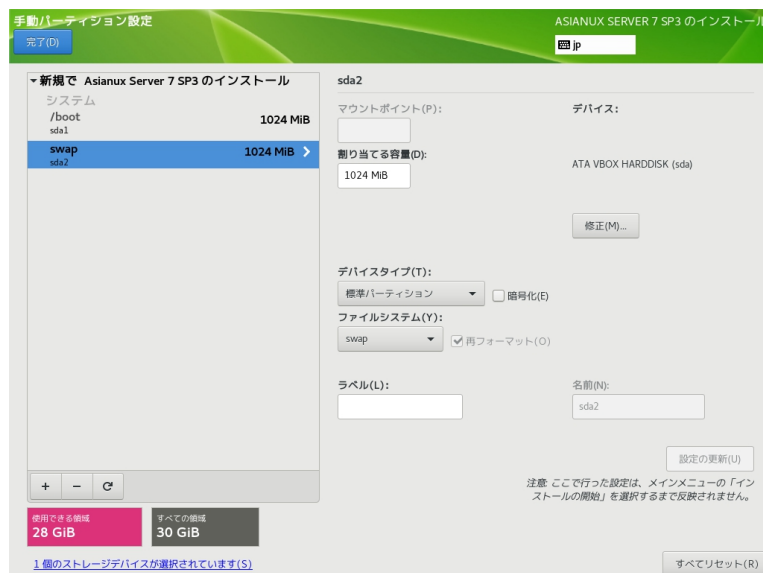 手動パーティション設定
ASIANUX SERVER 7 SP3 のインストール
完了(D)
jp
新規で Asianux Server 7 SP3 のインストール
システム
/boot
1024 MiB
sda1
swap
1024 MiB
sda2
sda2
マウントポイント(P):
デバイス:
割り当てる容量(D):
1024 MiB
ATA VBOX HARDDISK (sda)
修正(M)...
デバイスタイプ(T):
標準パーティション
暗号化(E)
ファイルシステム(Y):
swap
再フォーマット(O)
ラベル(L):
名前(N):
sda2
設定の更新(U)
注意: ここで行った設定は、メインメニューの「イン
ストールの開始」を選択するまで反映されません。
+ −
使用できる領域
28 GiB
すべての領域
30 GiB
1 個のストレージデバイスが選択されています(S)
すべてリセット(R)